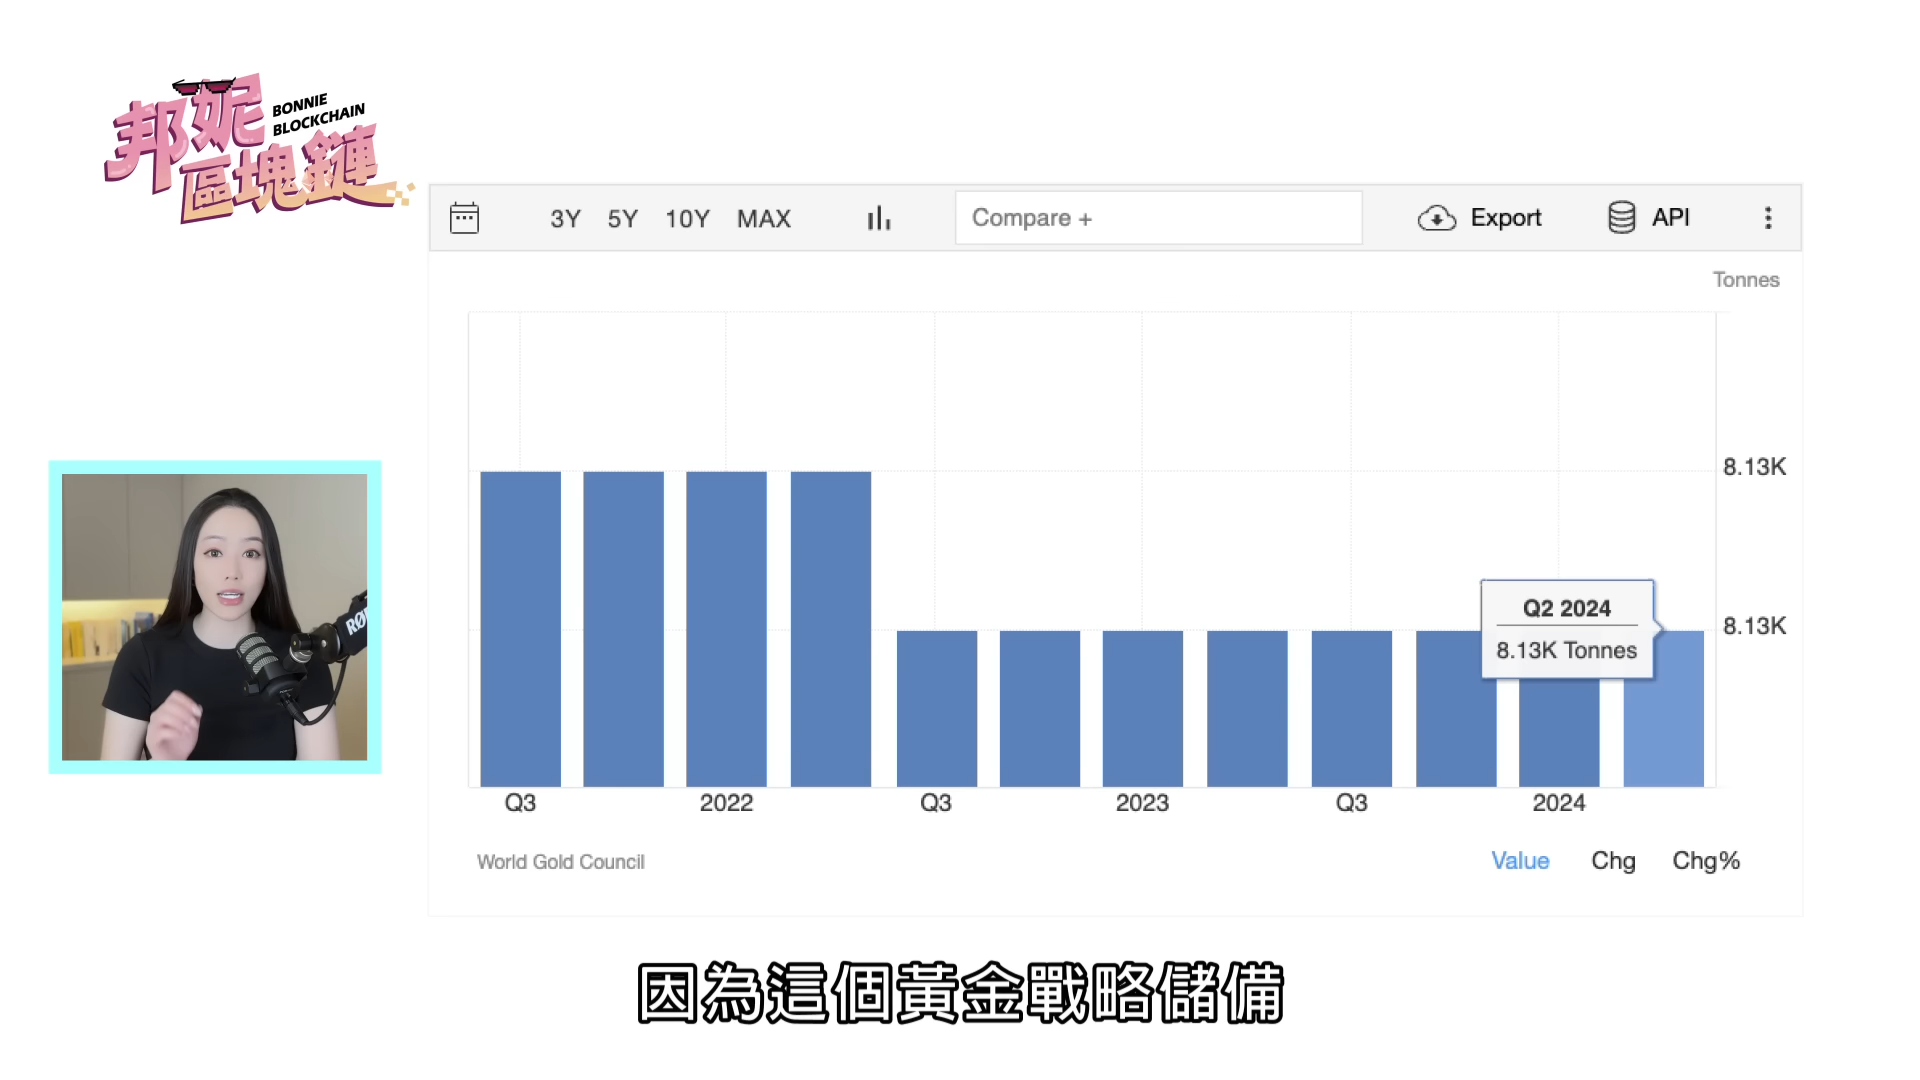 邦妮
BONNIE
BLOCKCHAIN
區塊鏈
3Y 5Y 10Y MAX Compare + Export API
Tonnes
8.13K
8.13K
Q2 2024
8.13K Tonnes
Q3 2022 Q3 2023 Q3 2024
World Gold Council Value Chg Chg%
RØD
因為這個黃金戰略儲備